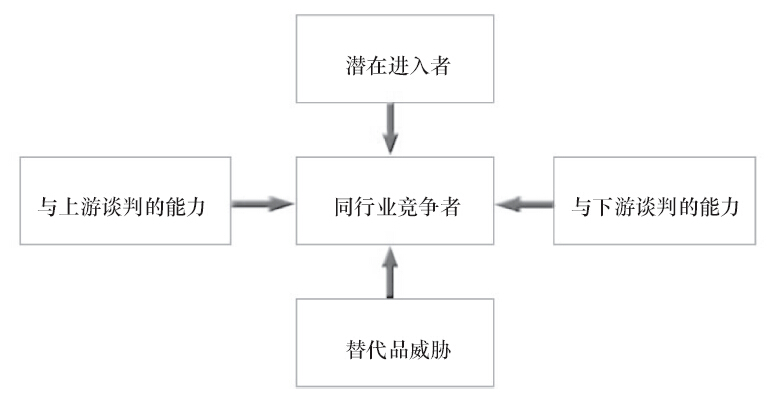 潜在进入者
与上游谈判的能力
同行业竞争者
与下游谈判的能力
替代品威胁